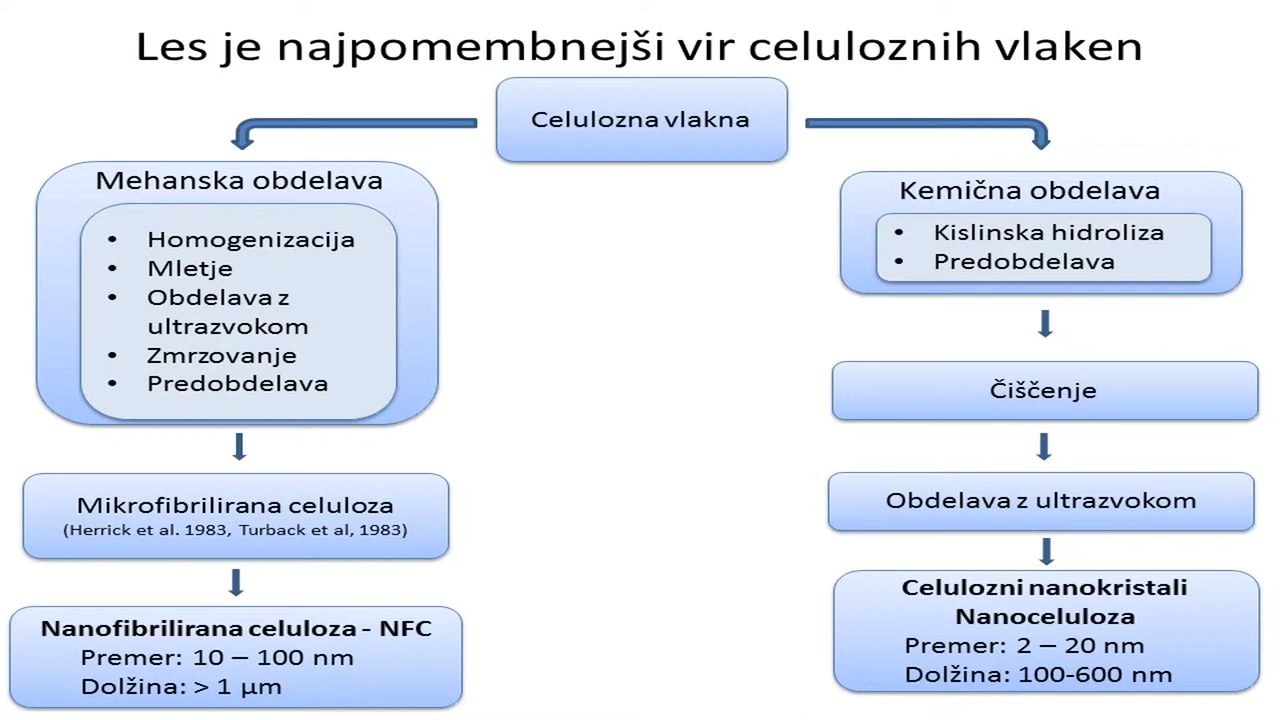 Les je najpomembnejši vir celuloznih vlaken
Celulozna vlakna
Mehanska obdelava
• Homogenizacija
• Mletje
• Obdelava z
ultrazvokom
• Zmrzovanje
• Predobdelava
Mikrofibrilirana celuloza
(Herrick et al. 1983, Turback et al, 1983)
Nanofibrilirana celuloza - NFC
Premer: 10 – 100 nm
Dolžina: > 1 µm
Kemična obdelava
• Kislinska hidroliza
• Predobdelava
Čiščenje
Obdelava z ultrazvokom
Celulozni nanokristali
Nanoceluloza
Premer: 2 – 20 nm
Dolžina: 100-600 nm